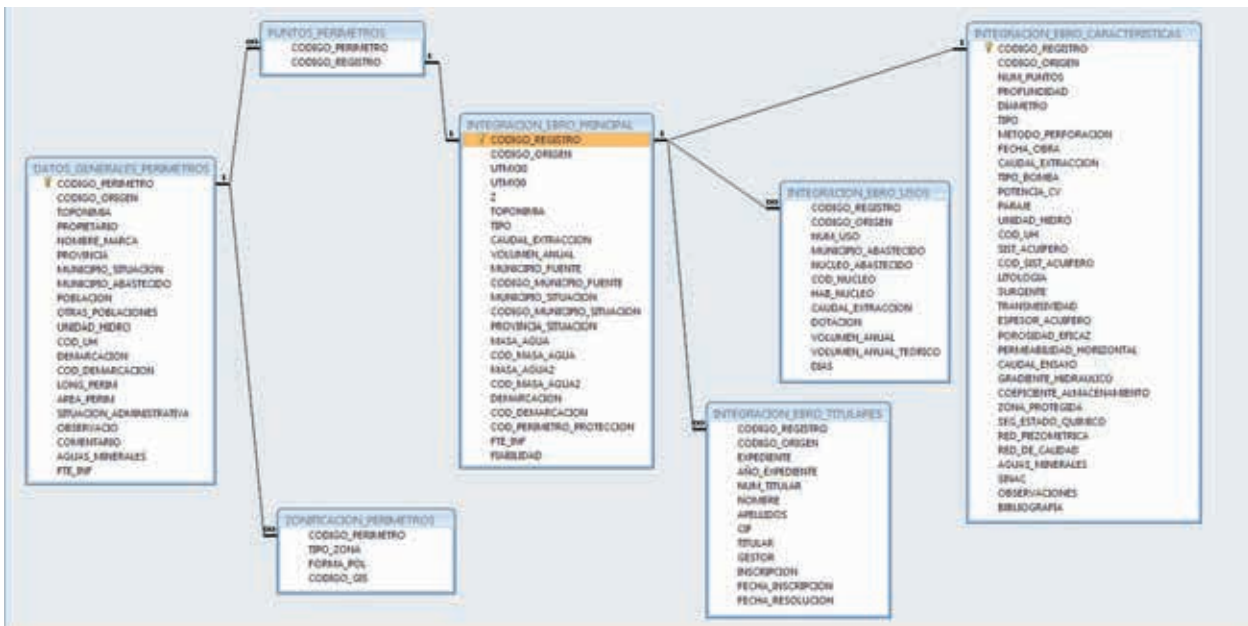 PUNTOS_PERIMETROS
CODIGO_PERIMETRO
CODIGO_REGISTRO
DATOS_GENERALES_PERIMETROS
CODIGO_PERIMETRO
CODIGO_ORIGEN
TOPONIMIA
PROPIETARIO
NOMBRE_MARCA
PROVINCIA
MUNICIPIO_SITUACION
MUNICIPIO_ABASTECIDO
POBLACION
OTRAS_POBLACIONES
UNIDAD_HIDRO
COD_UH
DEMARCACION
COD_DEMARCACION
LONG_PERIM
AREA_PERIM
SITUACION_ADMINISTRATIVA
OBSERVACIO
COMENTARIO
AGUAS_MINERALES
FTE_INF
ZONIFICACION_PERIMETROS
CODIGO_PERIMETRO
TIPO_ZONA
FORMA_POL
CODIGO_GIS
INTEGRACION_EBRO_PRINCIPAL
CODIGO_REGISTRO
CODIGO_ORIGEN
UTMX30
UTMY30
Z
TOPONIMIA
TIPO
CAUDAL_EXTRACCION
VOLUMEN_ANUAL
MUNICIPIO_FUENTE
CODIGO_MUNICIPIO_FUENTE
MUNICIPIO_SITUACION
CODIGO_MUNICIPIO_SITUACION
PROVINCIA_SITUACION
MASA_AGUA
COD_MASA_AGUA
MASA_AGUA2
COD_MASA_AGUA2
DEMARCACION
COD_DEMARCACION
COD_PERIMETRO_PROTECCION
FTE_INF
FIABILIDAD
INTEGRACION_EBRO_USOS
CODIGO_REGISTRO
CODIGO_ORIGEN
NUM_USO
MUNICIPIO_ABASTECIDO
NUCLEO_ABASTECIDO
COD_NUCLEO
HAB_NUCLEO
CAUDAL_EXTRACCION
DOTACION
VOLUMEN_ANUAL
VOLUMEN_ANUAL_TEORICO
DIAS
INTEGRACION_EBRO_TITULARES
CODIGO_REGISTRO
CODIGO_ORIGEN
EXPEDIENTE
AÑO_EXPEDIENTE
NUM_TITULAR
NOMBRE
APELLIDOS
CIF
TITULAR
GESTOR
INSCRIPCION
FECHA_INSCRIPCION
FECHA_RESOLUCION
INTEGRACION_EBRO_CARACTERISTICAS
CODIGO_REGISTRO
CODIGO_ORIGEN
NUM_PUNTOS
PROFUNDIDAD
DIAMETRO
TIPO
METODO_PERFORACION
FECHA_OBRA
CAUDAL_EXTRACCION
TIPO_BOMBA
POTENCIA_CV
PARAJE
UNIDAD_HIDRO
COD_UH
SIST_ACUIFERO
COD_SIST_ACUIFERO
LITOLOGIA
SURGENTE
TRANSMISIVIDAD
ESPESOR_ACUIFERO
POROSIDAD_EFICAZ
PERMEABILIDAD_HORIZONTAL
CAUDAL_ENSAYO
GRADIENTE_HIDRAULICO
COEFICIENTE_ALMACENAMIENTO
ZONA_PROTEGIDA
SEG_ESTADO_QUIMICO
RED_PIEZOMETRICA
RED_DE_CALIDAD
AGUAS_MINERALES
SINAC
OBSERVACIONES
BIBLIOGRAFIA